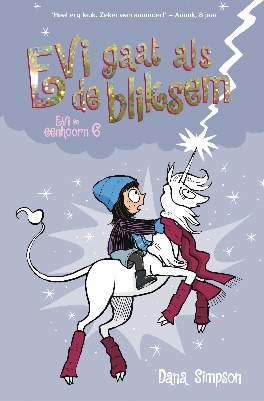 'Heel erg leuk. Zeker een aanrader!' – Anouk, 8 jaar
Evi gaat als
de bliksem
Evi en
eenhoorn 6
Dana Simpson